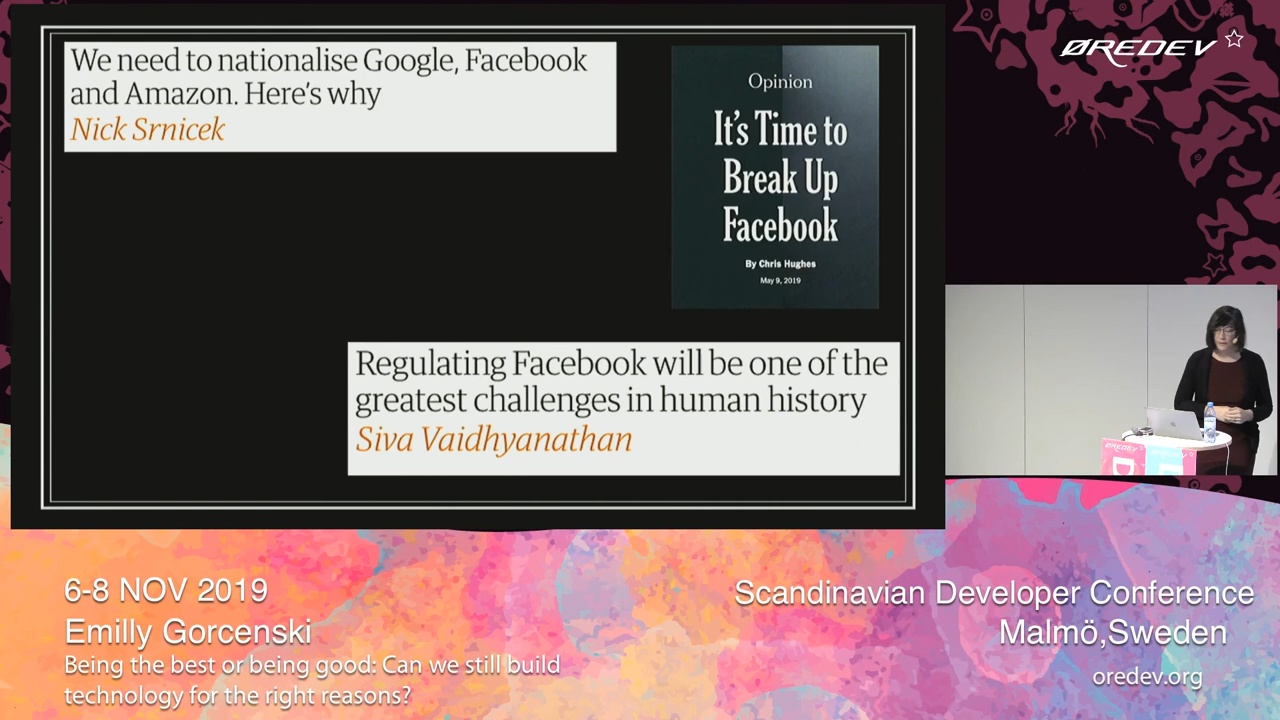 We need to nationalise Google, Facebook
and Amazon. Here's why
Nick Srnicek
Opinion
It's Time to
Break Up
Facebook
By Chris Hughes
May 9, 2019
Regulating Facebook will be one of the
greatest challenges in human history
Siva Vaidhyanathan
ØREDEV
ØREDEV
6-8 NOV 2019
Emilly Gorcenski
Being the best or being good: Can we still build
technology for the right reasons?
Scandinavian Developer Conference
Malmö,Sweden
oredev.org